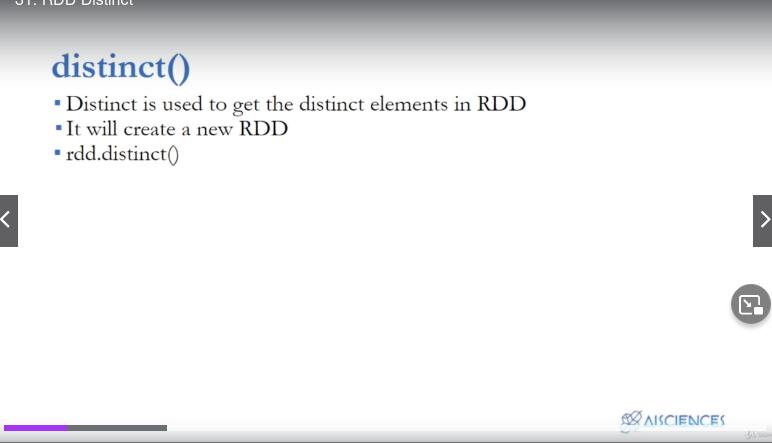 31. RDD Distinct
distinct()
▪ Distinct is used to get the distinct elements in RDD
▪ It will create a new RDD
▪ rdd.distinct()
AISCIENCES